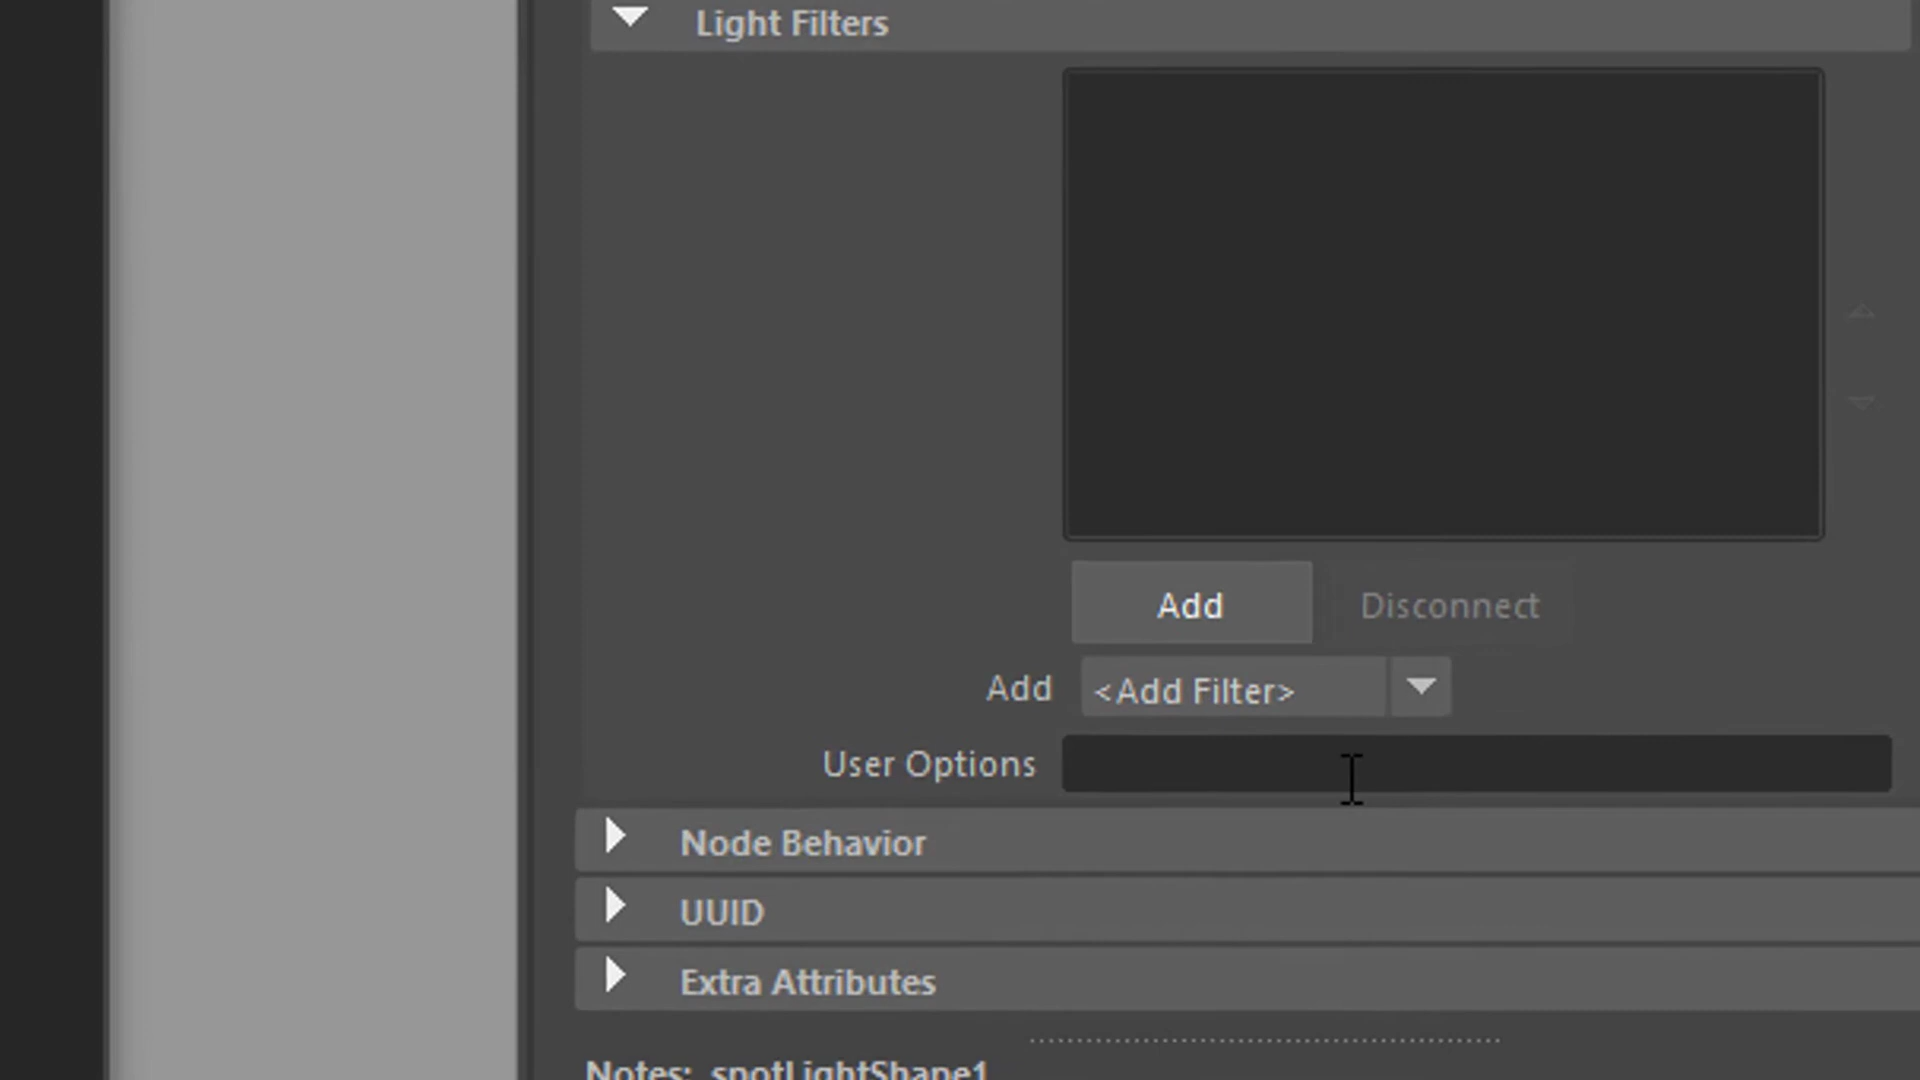 Light Filters
Add Disconnect
Add <Add Filter>
User Options
Node Behavior
UUID
Extra Attributes
Notes: spotLightShape1